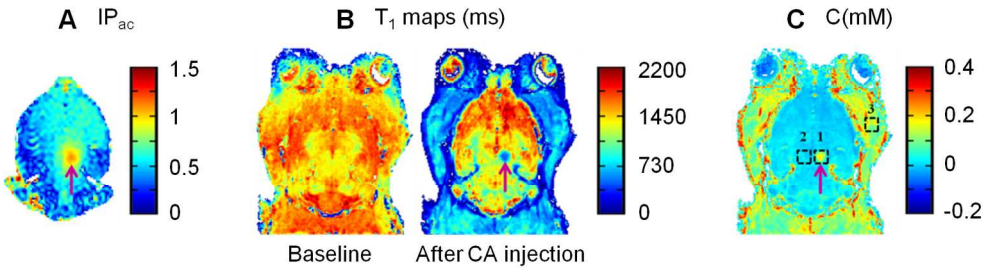 A IPac
1.5
1
0.5
0
B T1 maps (ms)
Baseline
After CA injection
2200
1450
730
0
C C(mM)
2 1
3
0.4
0.2
0
-0.2